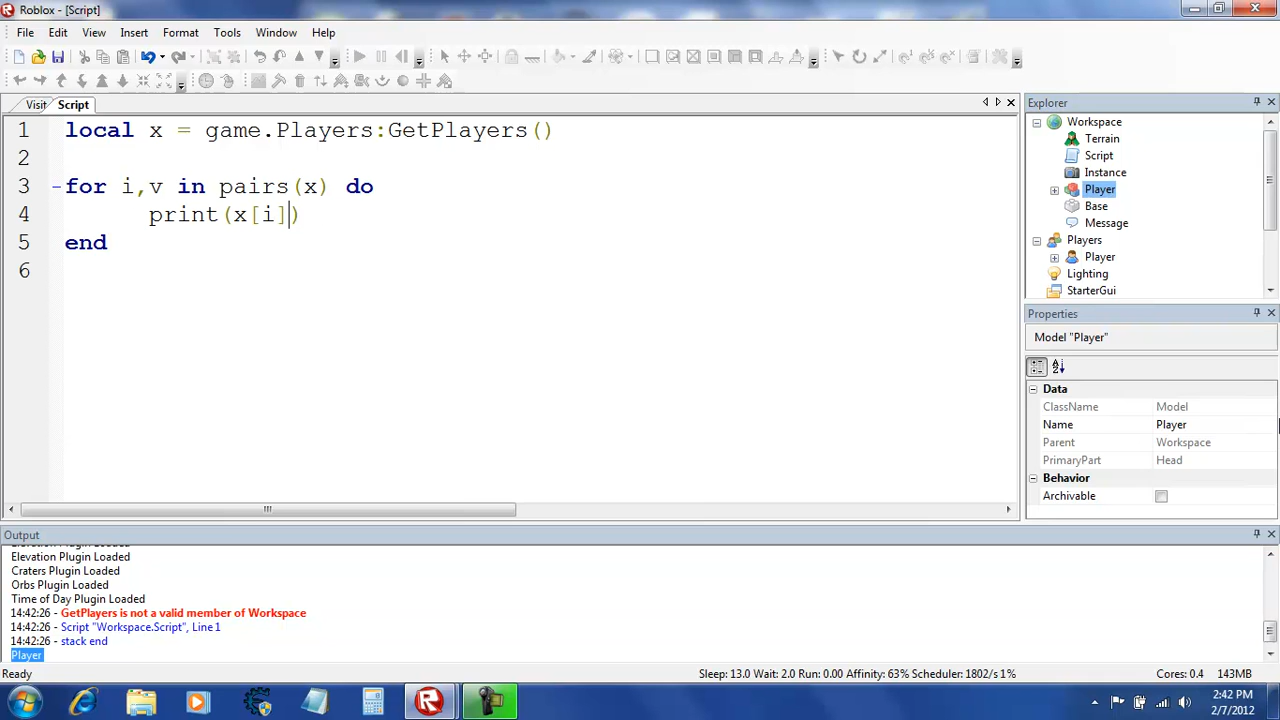 Roblox - [Script]
File Edit View Insert Format Tools Window Help
Visit Script
1 local x = game.Players:GetPlayers()
2
3 for i,v in pairs(x) do
4 print(x[i])
5 end
6
Explorer
Workspace
Terrain
Script
Instance
Player
Base
Message
Players
Player
Lighting
StarterGui
Properties
Model "Player"
Data
ClassName Model
Name Player
Parent Workspace
PrimaryPart Head
Behavior
Archivable
Output
Elevation Plugin Loaded
Craters Plugin Loaded
Orbs Plugin Loaded
Time of Day Plugin Loaded
14:42:26 - GetPlayers is not a valid member of Workspace
14:42:26 - Script "Workspace.Script", Line 1
14:42:26 - stack end
Player
Ready Sleep: 13.0 Wait: 2.0 Run: 0.00 Affinity: 63% Scheduler: 1802/s 1% Cores: 0.4 143MB
2:42 PM
2/7/2012